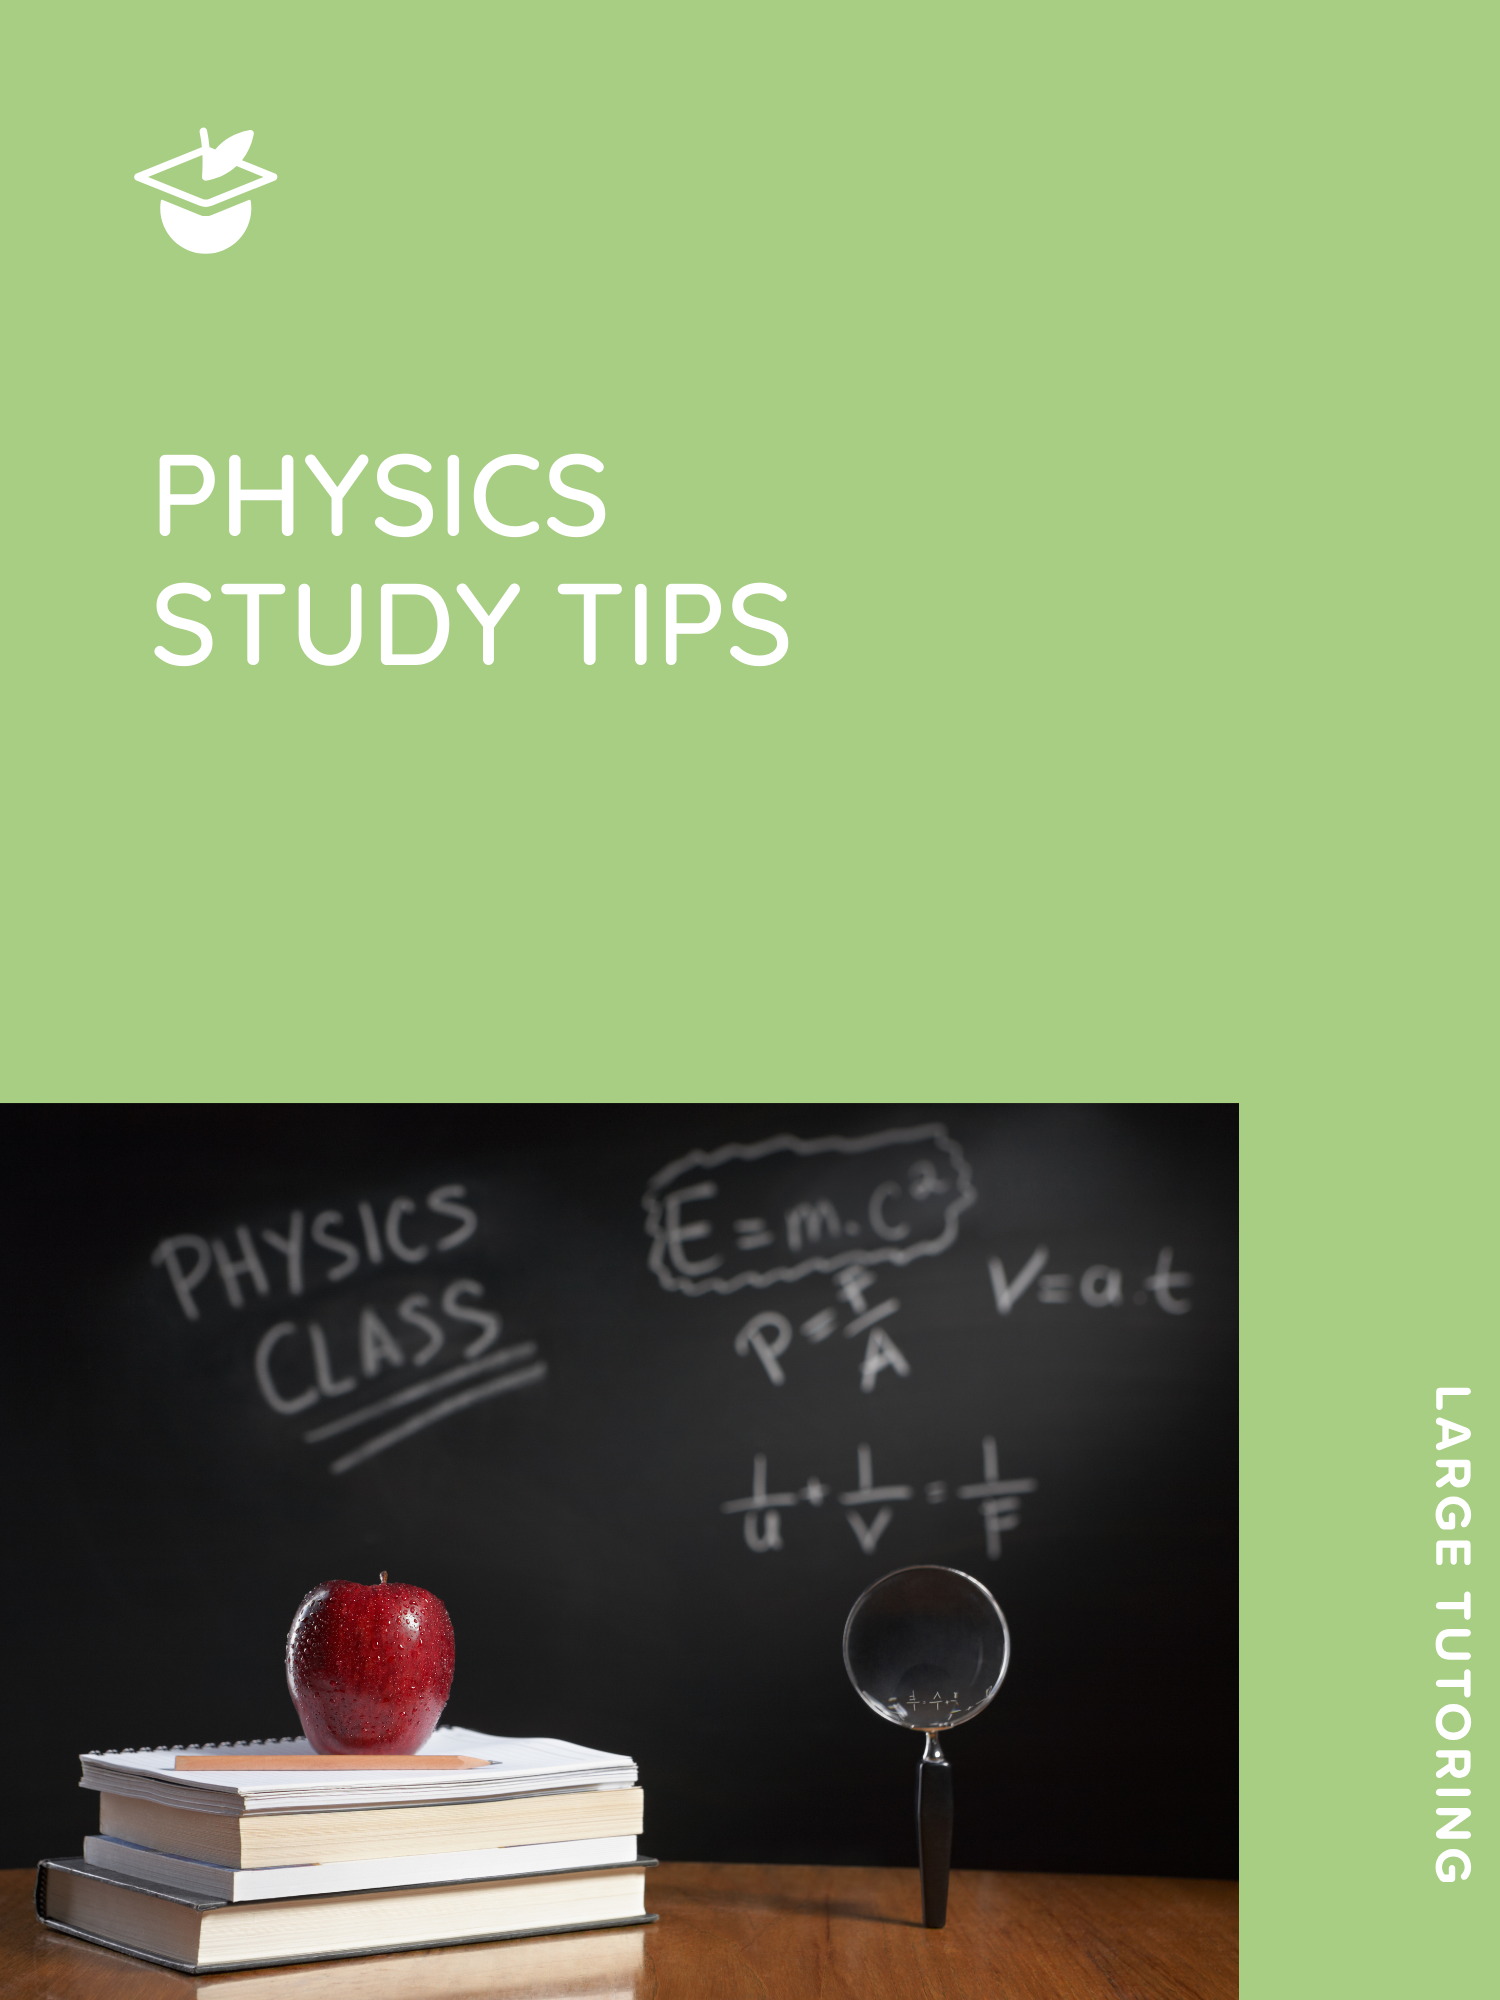 PHYSICS
STUDY TIPS
PHYSICS
CLASS
E = m.c²
P = F/A
V = a.t
1/u + 1/V = 1/F
LARGE TUTORING